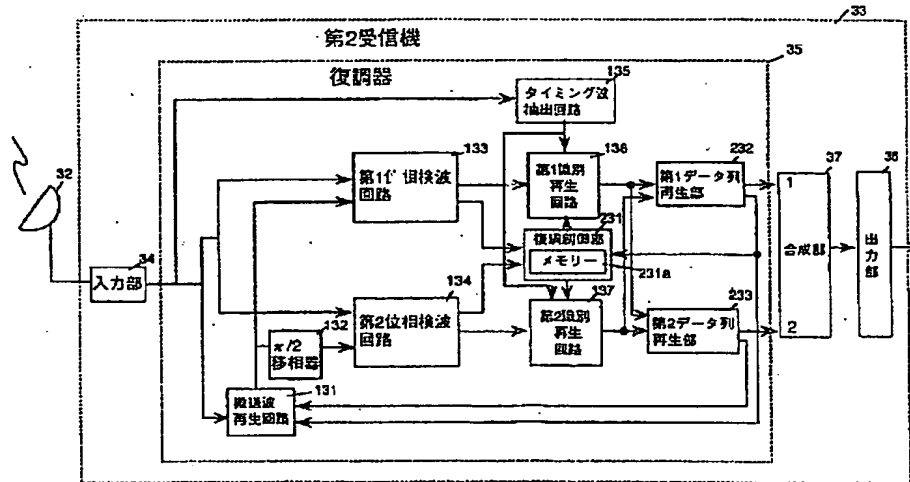 33
第2受信機
35
復調器
135
タイミング波
抽出回路
32
133
第1位相検波
回路
136
第1識別
再生
回路
232
第1データ列
再生部
37
38
1
合成部
2
出力部
231
復調制御部
メモリー
231a
34
入力部
134
第2位相検波
回路
137
第2識別
再生
回路
233
第2データ列
再生部
132
π/2
移相器
131
搬送波
再生回路